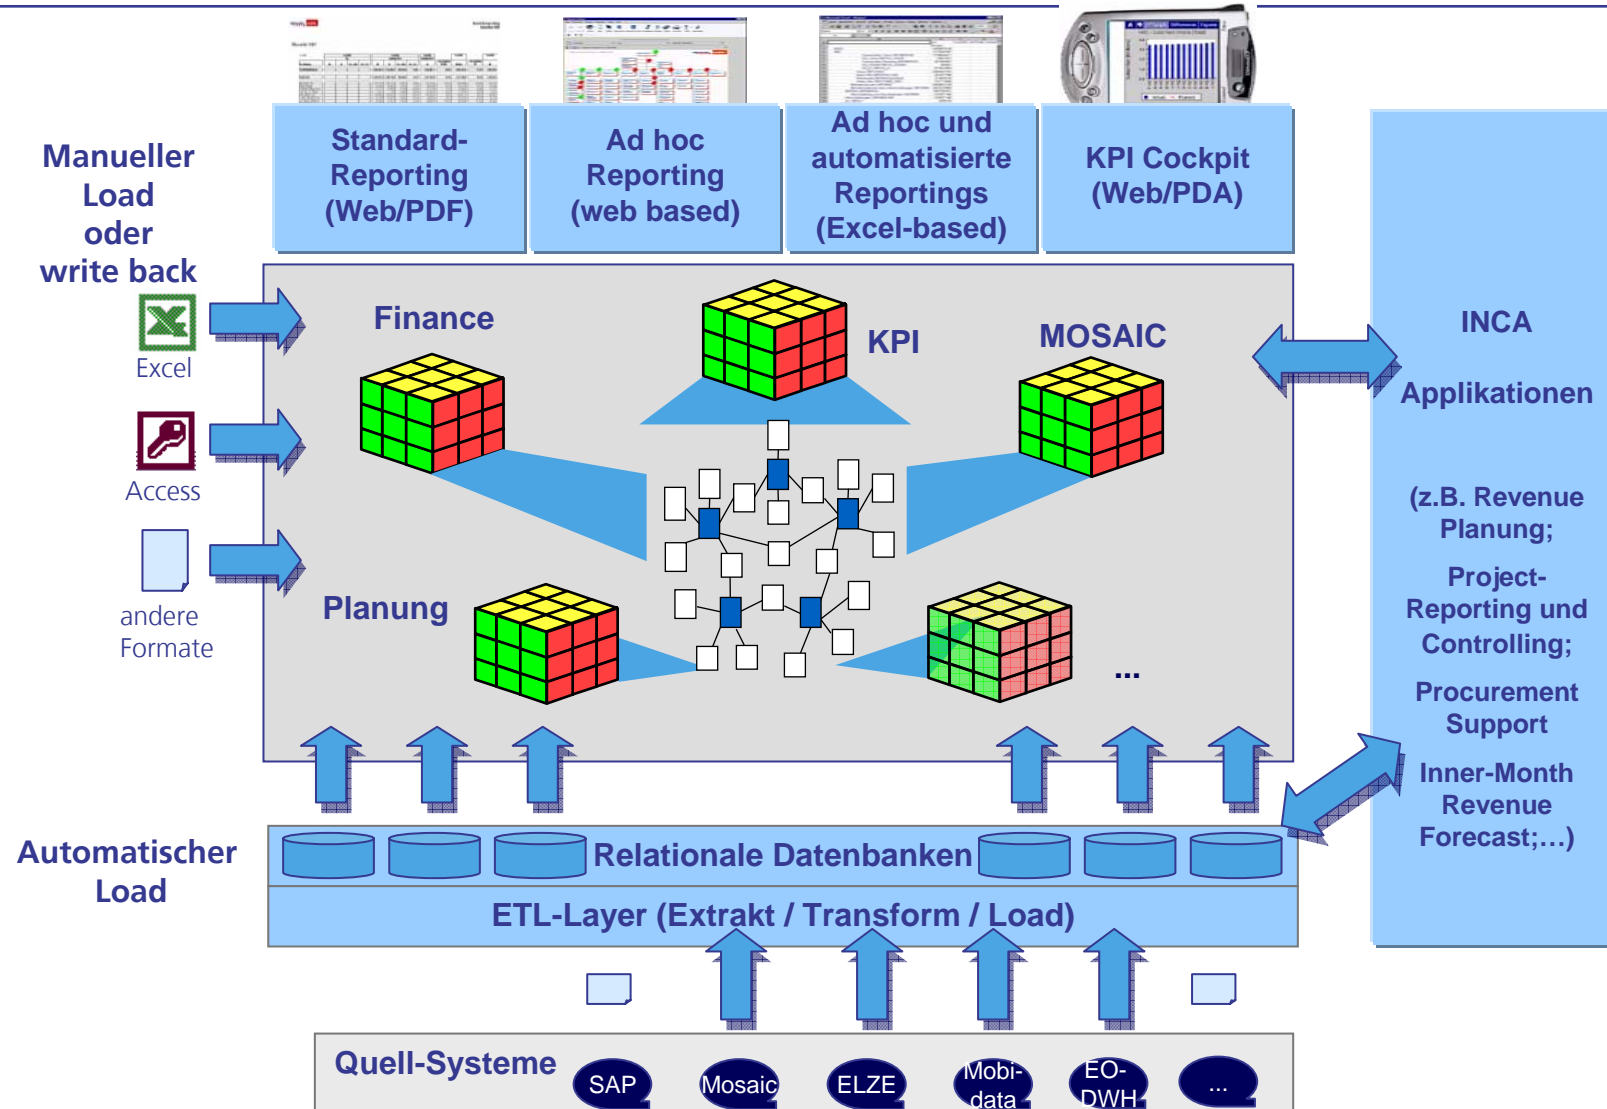 Standard-
Reporting
(Web/PDF)
Ad hoc
Reporting
(web based)
Ad hoc und
automatisierte
Reportings
(Excel-based)
KPI Cockpit
(Web/PDA)
Manueller
Load
oder
write back
Excel
Access
andere
Formate
Finance
KPI
MOSAIC
Planung
...
INCA
Applikationen
(z.B. Revenue
Planung;
Project-
Reporting und
Controlling;
Procurement
Support
Inner-Month
Revenue
Forecast;…)
Automatischer
Load
Relationale Datenbanken
ETL-Layer (Extrakt / Transform / Load)
Quell-Systeme
SAP
Mosaic
ELZE
Mobi-
data
EO-
DWH
...